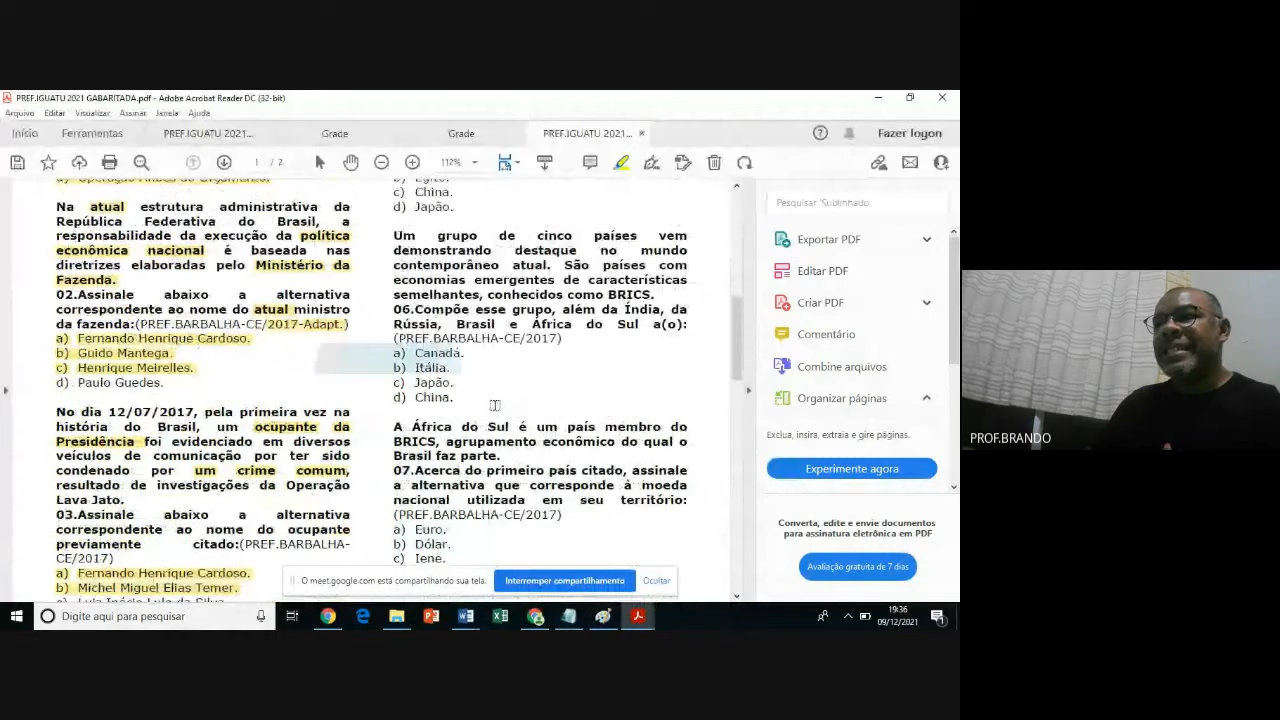 PREF.IGUATU 2021 GABARITADA.pdf - Adobe Acrobat Reader DC (32-bit)
Arquivo Editar Visualizar Assinar Janela Ajuda
Início Ferramentas PREF.IGUATU 2021... Grade Grade PREF.IGUATU 2021... × Fazer logon
1 / 2 112%
a) Operação Anões do Orçamento.
Na atual estrutura administrativa da
República Federativa do Brasil, a
responsabilidade da execução da política
econômica nacional é baseada nas
diretrizes elaboradas pelo Ministério da
Fazenda.
02.Assinale abaixo a alternativa
correspondente ao nome do atual ministro
da fazenda:(PREF.BARBALHA-CE/2017-Adapt.)
a) Fernando Henrique Cardoso.
b) Guido Mantega.
c) Henrique Meirelles.
d) Paulo Guedes.
No dia 12/07/2017, pela primeira vez na
história do Brasil, um ocupante da
Presidência foi evidenciado em diversos
veículos de comunicação por ter sido
condenado por um crime comum,
resultado de investigações da Operação
Lava Jato.
03.Assinale abaixo a alternativa
correspondente ao nome do ocupante
previamente citado:(PREF.BARBALHA-
CE/2017)
a) Fernando Henrique Cardoso.
b) Michel Miguel Elias Temer.
c) Luís Inácio Lula da Silva.
b) Egito.
c) China.
d) Japão.
Um grupo de cinco países vem
demonstrando destaque no mundo
contemporâneo atual. São países com
economias emergentes de características
semelhantes, conhecidos como BRICS.
06.Compõe esse grupo, além da Índia, da
Rússia, Brasil e África do Sul a(o):
(PREF.BARBALHA-CE/2017)
a) Canadá.
b) Itália.
c) Japão.
d) China.
A África do Sul é um país membro do
BRICS, agrupamento econômico do qual o
Brasil faz parte.
07.Acerca do primeiro país citado, assinale
a alternativa que corresponde à moeda
nacional utilizada em seu território:
(PREF.BARBALHA-CE/2017)
a) Euro.
b) Dólar.
c) Iene.
Pesquisar 'Sublinhado'
Exportar PDF
Editar PDF
Criar PDF
Comentário
Combine arquivos
Organizar páginas
Exclua, insira, extraia e gire páginas.
Experimente agora
Converta, edite e envie documentos
para assinatura eletrônica em PDF
Avaliação gratuita de 7 dias
O meet.google.com está compartilhando sua tela. Interromper compartilhamento Ocultar
Digite aqui para pesquisar
19:36
09/12/2021
PROF.BRANDO